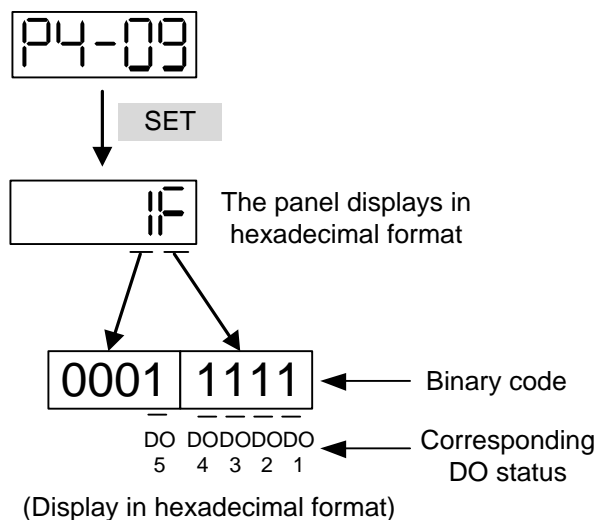 P4-09
SET
1F
The panel displays in
hexadecimal format
0001 1111
Binary code
DO DO DO DO DO
5 4 3 2 1
Corresponding
DO status
(Display in hexadecimal format)